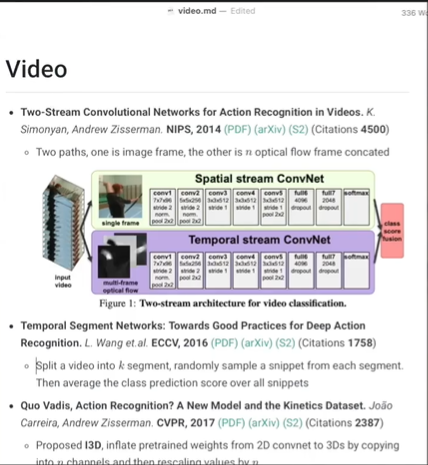 video.md — Edited
336 Wo
Video
• Two-Stream Convolutional Networks for Action Recognition in Videos. K.
Simonyan, Andrew Zisserman. NIPS, 2014 (PDF) (arXiv) (S2) (Citations 4500)
◦ Two paths, one is image frame, the other is n optical flow frame concated
Spatial stream ConvNet
conv1 conv2 conv3 conv4 conv5 full6 full7 softmax
7x7x96 5x5x256 3x3x512 3x3x512 3x3x512 4096 2048
stride 2 stride 2 stride 1 stride 1 stride 1 dropout dropout
norm. norm. pool 2x2
pool 2x2 pool 2x2
single frame
Temporal stream ConvNet
conv1 conv2 conv3 conv4 conv5 full6 full7 softmax
7x7x96 5x5x256 3x3x512 3x3x512 3x3x512 4096 2048
stride 2 stride 2 stride 1 stride 1 stride 1 dropout dropout
norm. pool 2x2 pool 2x2
pool 2x2
input
video
multi-frame
optical flow
class
score
fusion
Figure 1: Two-stream architecture for video classification.
• Temporal Segment Networks: Towards Good Practices for Deep Action
Recognition. L. Wang et.al. ECCV, 2016 (PDF) (arXiv) (S2) (Citations 1758)
◦ Split a video into k segment, randomly sample a snippet from each segment.
Then average the class prediction score over all snippets
• Quo Vadis, Action Recognition? A New Model and the Kinetics Dataset. João
Carreira, Andrew Zisserman. CVPR, 2017 (PDF) (arXiv) (S2) (Citations 2387)
◦ Proposed I3D, inflate pretrained weights from 2D convnet to 3Ds by copying
into n channels and then rescaling values by n